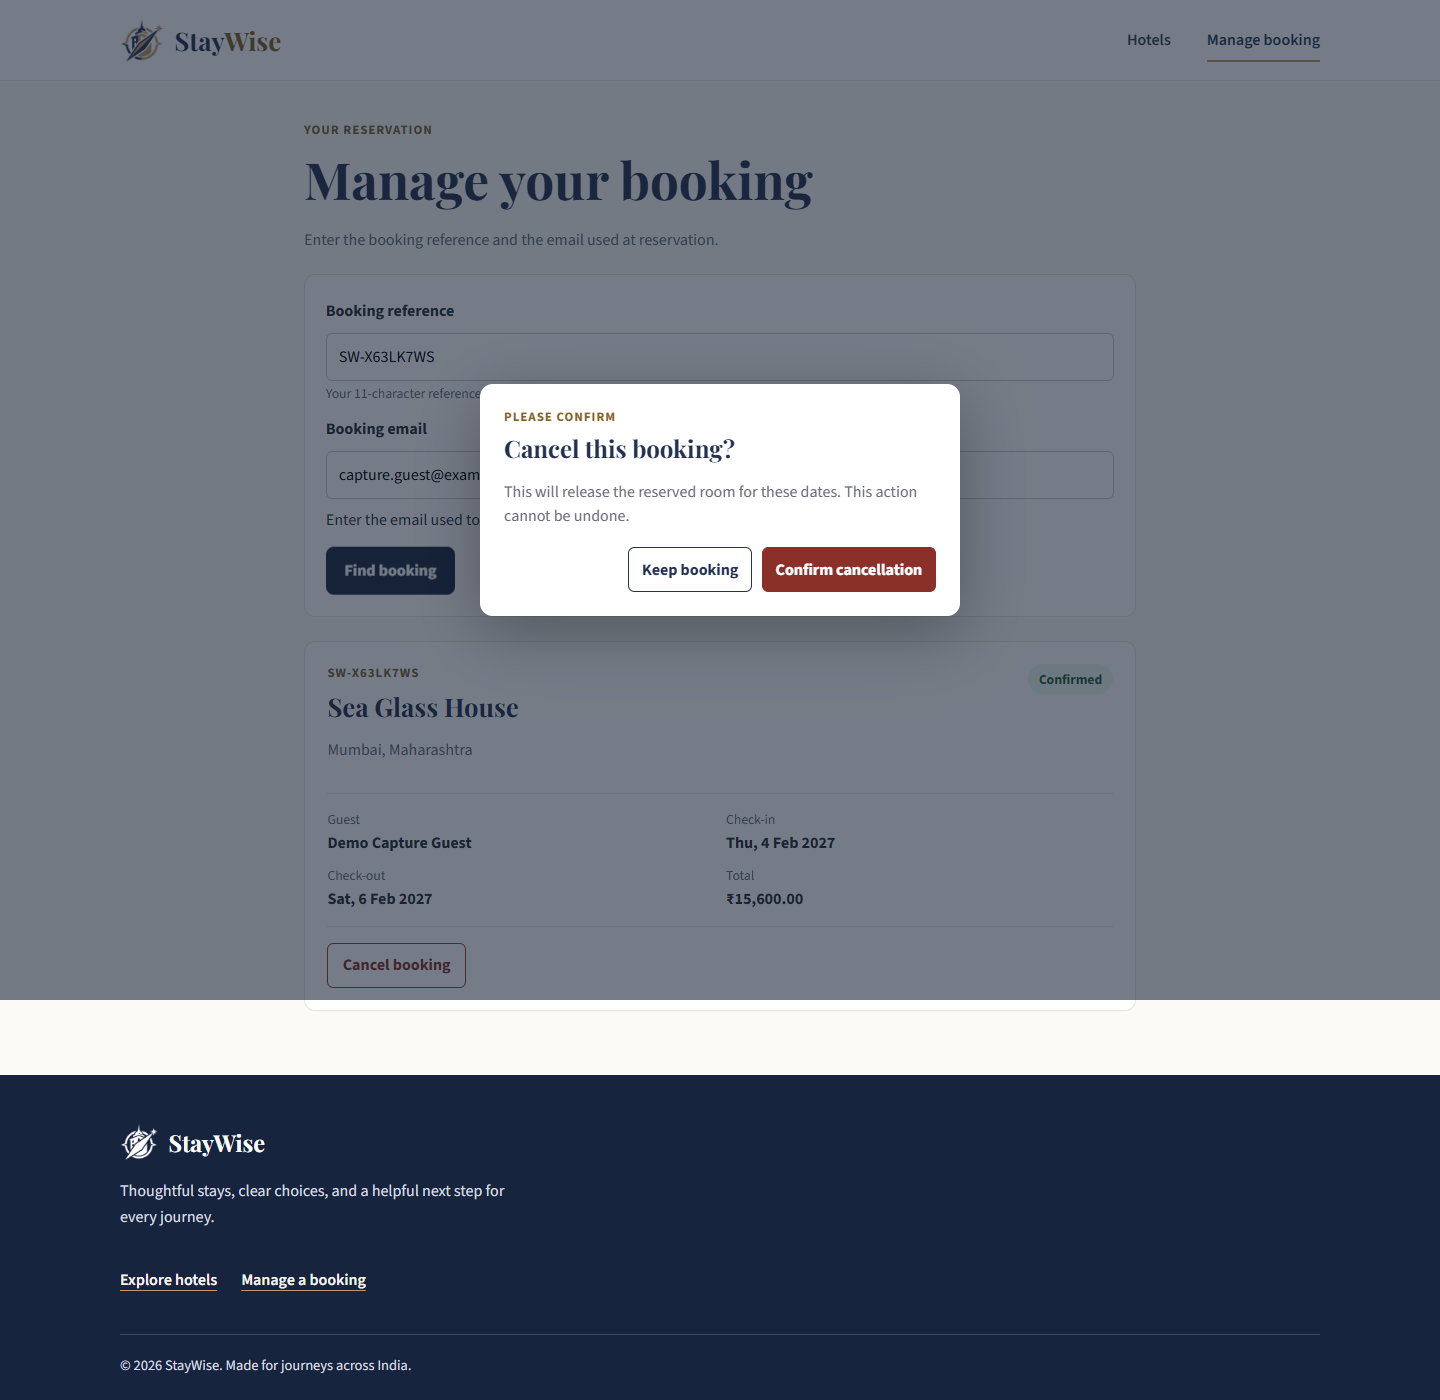 StayWise
Hotels
Manage booking
YOUR RESERVATION
Manage your booking
Enter the booking reference and the email used at reservation.
Booking reference
SW-X63LK7WS
Your 11-character reference
Booking email
capture.guest@exam
Enter the email used to
Find booking
PLEASE CONFIRM
Cancel this booking?
This will release the reserved room for these dates. This action
cannot be undone.
Keep booking
Confirm cancellation
SW-X63LK7WS
Confirmed
Sea Glass House
Mumbai, Maharashtra
Guest
Demo Capture Guest
Check-in
Thu, 4 Feb 2027
Check-out
Sat, 6 Feb 2027
Total
₹15,600.00
Cancel booking
StayWise
Thoughtful stays, clear choices, and a helpful next step for
every journey.
Explore hotels
Manage a booking
© 2026 StayWise. Made for journeys across India.